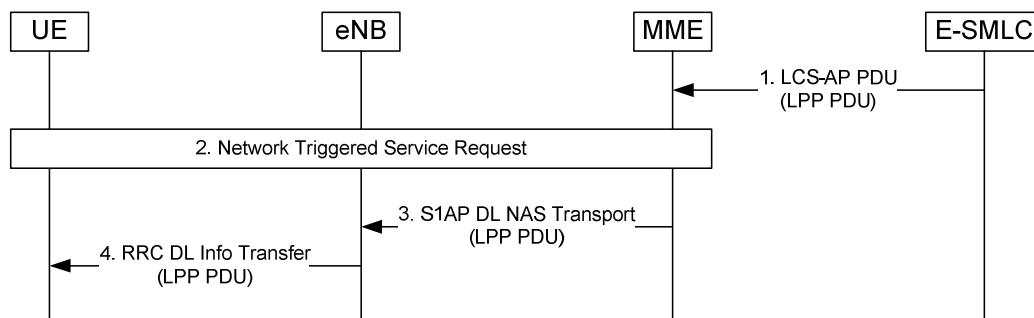 UE
eNB
MME
E-SMLC
1. LCS-AP PDU
(LPP PDU)
2. Network Triggered Service Request
3. S1AP DL NAS Transport
(LPP PDU)
4. RRC DL Info Transfer
(LPP PDU)